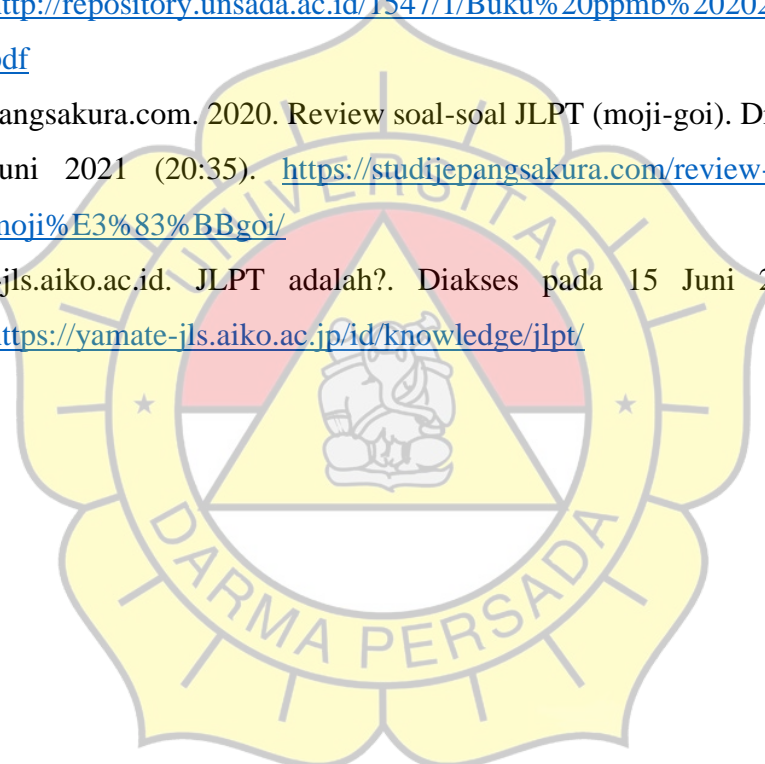 ttp://repository.unsada.ac.id/1547/1/Buku%20ppmb%20202
odf
pangsakura.com. 2020. Review soal-soal JLPT (moji-goi). Di
uni 2021 (20:35). https://studijepangsakura.com/review-
moji%E3%83%BBgoi/
-jls.aiko.ac.id. JLPT adalah?. Diakses pada 15 Juni 2
ttps://yamate-jls.aiko.ac.jp/id/knowledge/jlpt/
UNIVERSITAS
DARMA PERSADA